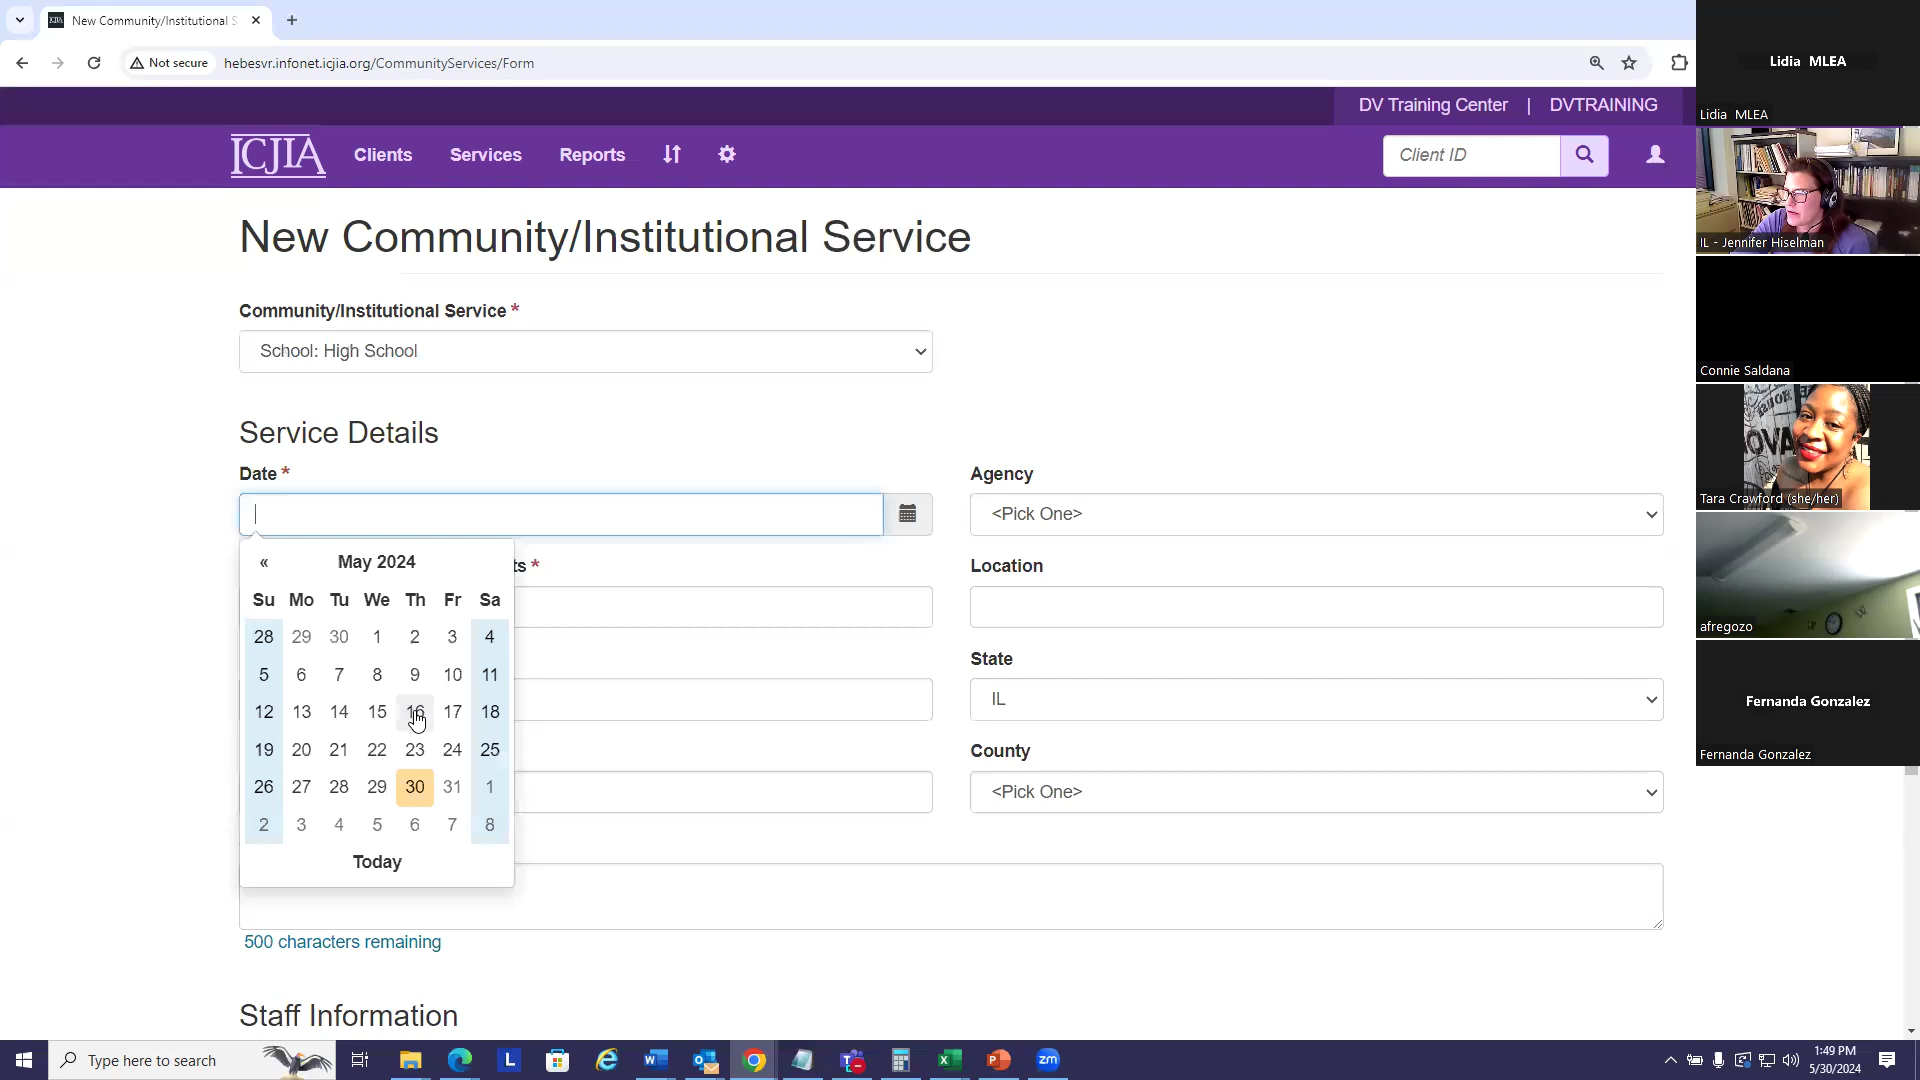 New Community/Institutional S
Not secure
hebesvr.infonet.icjia.org/CommunityServices/Form
DV Training Center | DVTRAINING
ICJIA
Clients
Services
Reports
Client ID
New Community/Institutional Service
Community/Institutional Service *
School: High School
Service Details
Date *
Agency
<Pick One>
May 2024
«
Su Mo Tu We Th Fr Sa
28 29 30 1 2 3 4
5 6 7 8 9 10 11
12 13 14 15 16 17 18
19 20 21 22 23 24 25
26 27 28 29 30 31 1
2 3 4 5 6 7 8
Today
ts *
Location
State
IL
County
<Pick One>
500 characters remaining
Staff Information
Lidia MLEA
Lidia MLEA
IL - Jennifer Hiselman
Connie Saldana
Tara Crawford (she/her)
afregozo
Fernanda Gonzalez
Fernanda Gonzalez
Type here to search
1:49 PM
5/30/2024